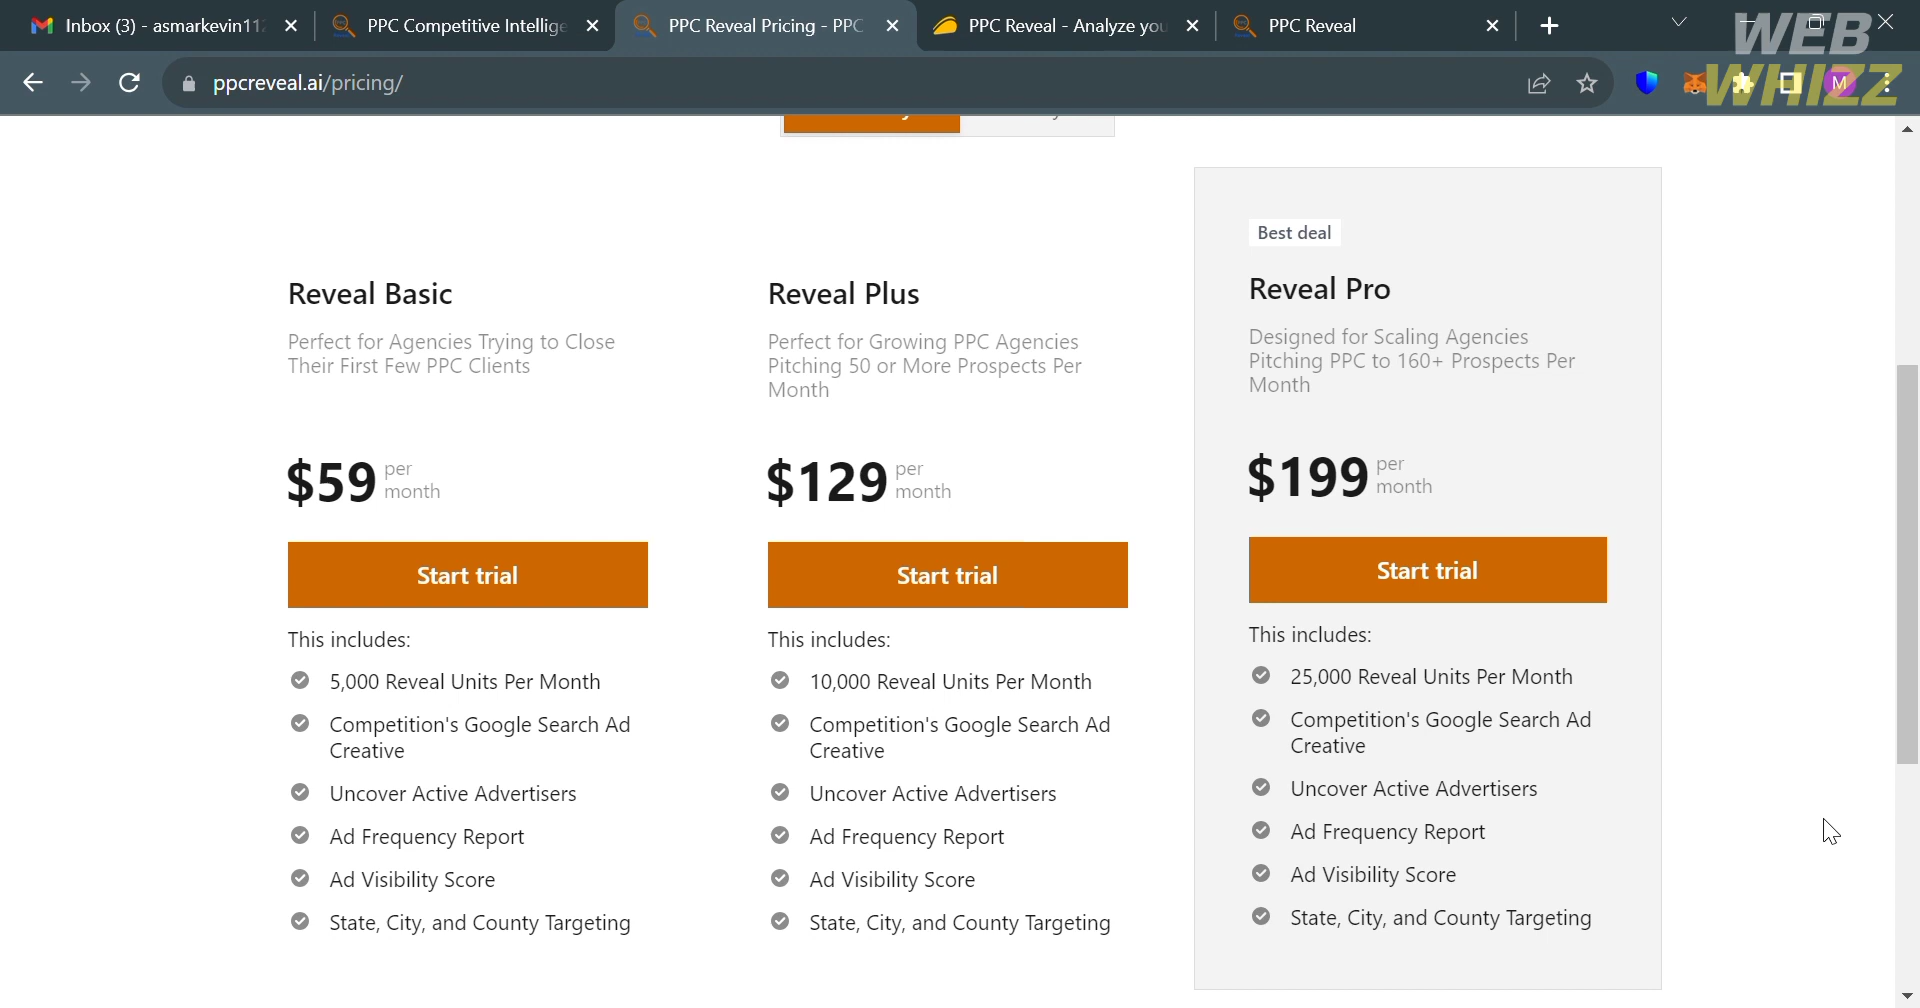 Inbox (3) - asmarkevin112
PPC Competitive Intellige
PPC Reveal Pricing - PPC
PPC Reveal - Analyze you
PPC Reveal
WEB
WHIZZ
ppcreveal.ai/pricing/
M
Reveal Basic
Perfect for Agencies Trying to Close
Their First Few PPC Clients
$59 per
month
Start trial
This includes:
5,000 Reveal Units Per Month
Competition's Google Search Ad
Creative
Uncover Active Advertisers
Ad Frequency Report
Ad Visibility Score
State, City, and County Targeting
Reveal Plus
Perfect for Growing PPC Agencies
Pitching 50 or More Prospects Per
Month
$129 per
month
Start trial
This includes:
10,000 Reveal Units Per Month
Competition's Google Search Ad
Creative
Uncover Active Advertisers
Ad Frequency Report
Ad Visibility Score
State, City, and County Targeting
Best deal
Reveal Pro
Designed for Scaling Agencies
Pitching PPC to 160+ Prospects Per
Month
$199 per
month
Start trial
This includes:
25,000 Reveal Units Per Month
Competition's Google Search Ad
Creative
Uncover Active Advertisers
Ad Frequency Report
Ad Visibility Score
State, City, and County Targeting